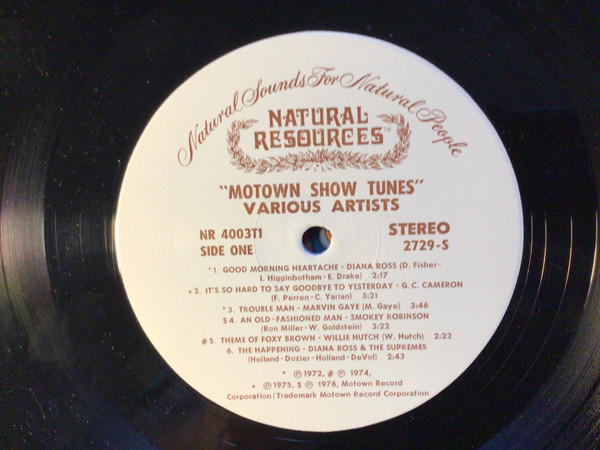 Natural Sounds For Natural People
NATURAL
RESOURCES™
"MOTOWN SHOW TUNES"
VARIOUS ARTISTS
NR 4003T1
STEREO
SIDE ONE
2729-S
*1. GOOD MORNING HEARTACHE - DIANA ROSS (D. Fisher-
I. Higginbotham-E. Drake) 2:17
+2. IT'S SO HARD TO SAY GOODBYE TO YESTERDAY - G. C. CAMERON
(F. Perren-C. Yarian) 3:21
*3. TROUBLE MAN - MARVIN GAYE (M. Gaye) 3:46
$4. AN OLD-FASHIONED MAN - SMOKEY ROBINSON
(Ron Miller-W. Goldstein) 3:22
#5. THEME OF FOXY BROWN - WILLIE HUTCH (W. Hutch) 2:22
6. THE HAPPENING - DIANA ROSS & THE SUPREMES
(Holland-Dozier-Holland-DeVol) 2:43
* ℗1972, # ℗ 1974,
+ ℗1975, $ ℗ 1976, Motown Record
Corporation/Trademark Motown Record Corporation